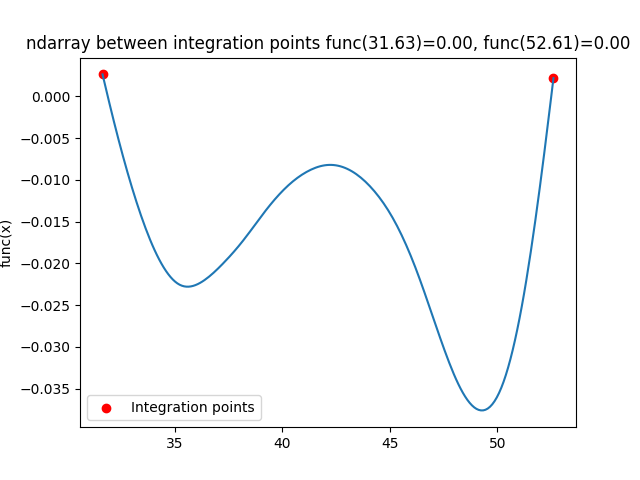 ndarray between integration points func(31.63)=0.00, func(52.61)=0.00
func(x)
0.000
−0.005
−0.010
−0.015
−0.020
−0.025
−0.030
−0.035
Integration points
35 40 45 50